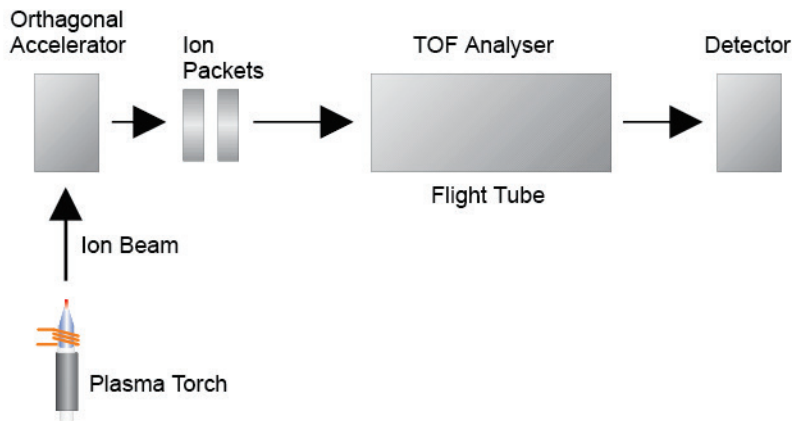 Orthagonal
Accelerator
Ion
Packets
TOF Analyser
Detector
Flight Tube
Ion Beam
Plasma Torch